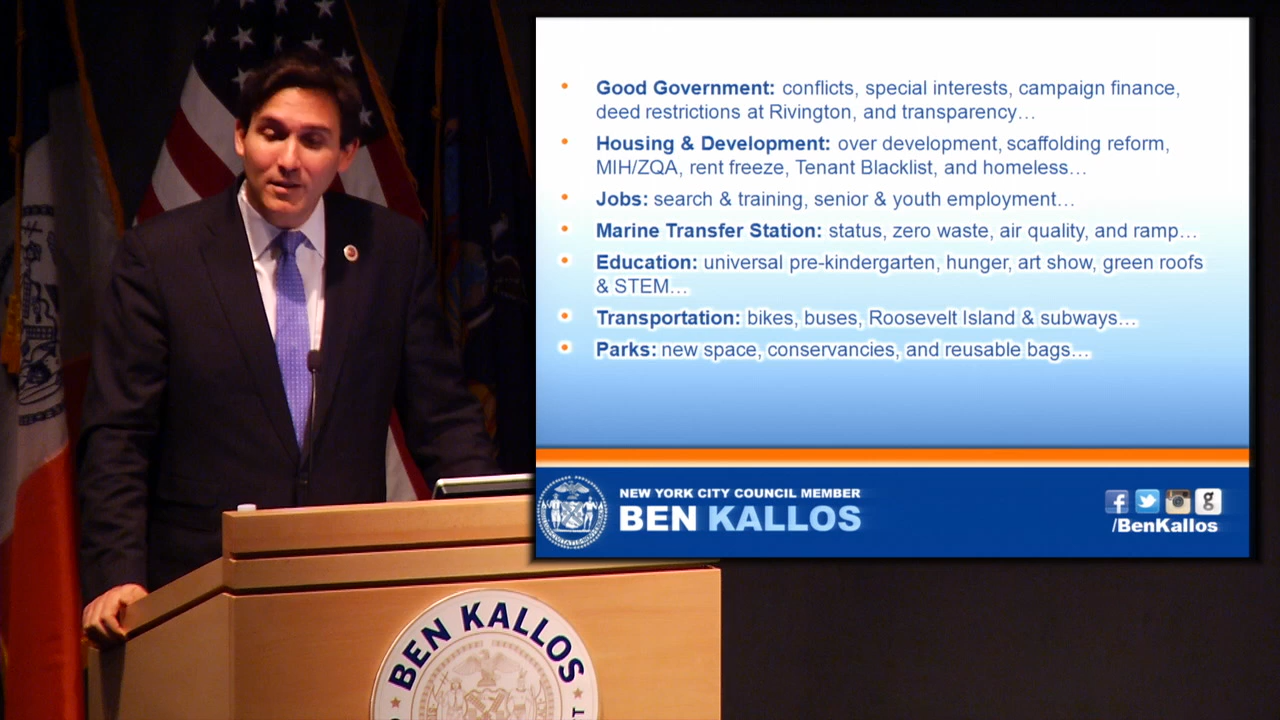 • Good Government: conflicts, special interests, campaign finance,
deed restrictions at Rivington, and transparency…
• Housing & Development: over development, scaffolding reform,
MIH/ZQA, rent freeze, Tenant Blacklist, and homeless…
• Jobs: search & training, senior & youth employment…
• Marine Transfer Station: status, zero waste, air quality, and ramp…
• Education: universal pre-kindergarten, hunger, art show, green roofs
& STEM…
• Transportation: bikes, buses, Roosevelt Island & subways…
• Parks: new space, conservancies, and reusable bags…
NEW YORK CITY COUNCIL MEMBER
BEN KALLOS
/BenKallos
BEN KALLOS